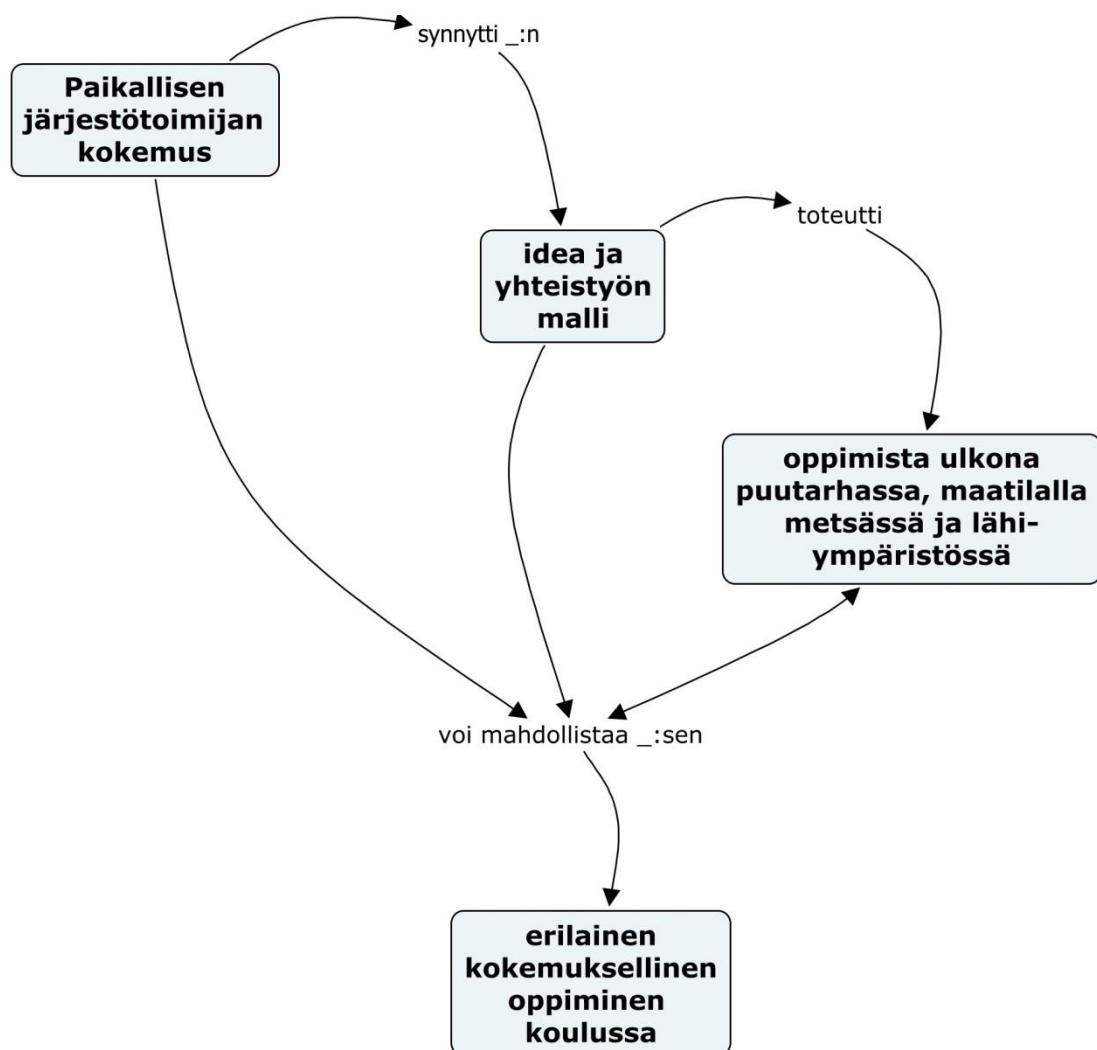 synnytti _:n
Paikallisen
järjestötoimijan
kokemus
toteutti
idea ja
yhteistyön
malli
oppimista ulkona
puutarhassa, maatilalla
metsässä ja lähi-
ympäristössä
voi mahdollistaa _:sen
erilainen
kokemuksellinen
oppiminen
koulussa